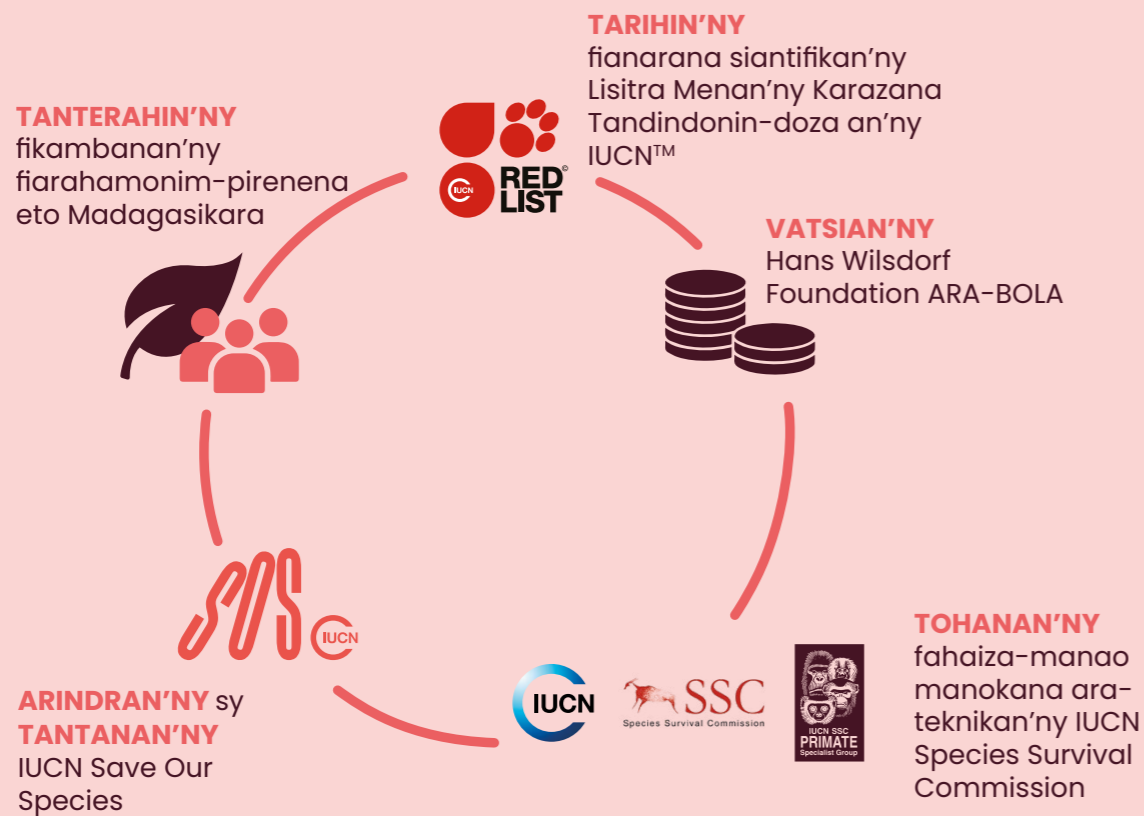 TARIHIN’NY
fianarana siantifikan’ny
Lisitra Menan’ny Karazana
Tandindonin-doza an’ny
IUCN™
TANTERAHIN’NY
fikambanan’ny
fiarahamonim-pirenena
eto Madagasikara
IUCN
RED©
LIST
VATSIAN’NY
Hans Wilsdorf
Foundation ARA-BOLA
IUCN
ARINDRAN’NY sy
TANTANAN’NY
IUCN Save Our
Species
SOS
IUCN
SSC
Species Survival Commission
IUCN SSC
PRIMATE
Specialist Group
TOHANAN’NY
fahaiza-manao
manokana ara-
teknikan’ny IUCN
Species Survival
Commission